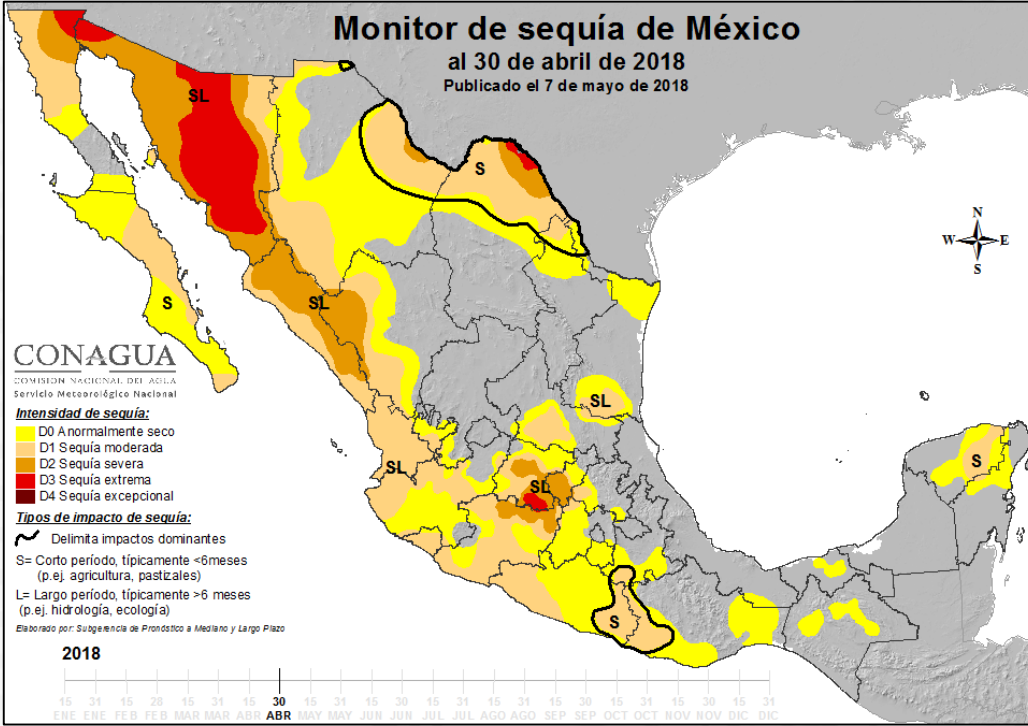 Monitor de sequía de México
al 30 de abril de 2018
Publicado el 7 de mayo de 2018
SL
S
N
W E
S
SL
S
CONAGUA
COMISIÓN NACIONAL DEL AGUA
Servicio Meteorológico Nacional
SL
Intensidad de sequía:
D0 Anormalmente seco
D1 Sequía moderada
D2 Sequía severa
D3 Sequía extrema
D4 Sequía excepcional
SL
S
SL
Tipos de impacto de sequía:
Delimita impactos dominantes
S= Corto período, típicamente <6meses
(p.ej. agricultura, pastizales)
L= Largo período, típicamente >6 meses
(p.ej. hidrología, ecología)
S
Elaborado por: Subgerencia de Pronóstico a Mediano y Largo Plazo
2018
15 31 15 28 15 31 15 30 15 31 15 30 15 31 15 31 15 30 15 31 15 30 15 31
ENE ENE FEB FEB MAR MAR ABR ABR MAY MAY JUN JUN JUL JUL AGO AGO SEP SEP OCT OCT NOV NOV DIC DIC